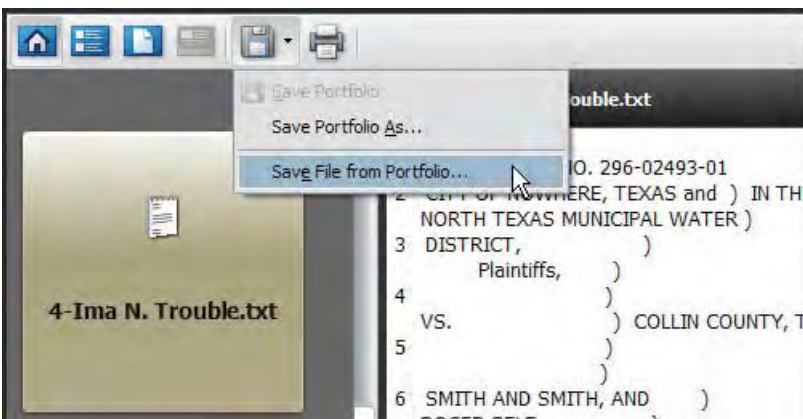 Save Portfolio
Save Portfolio As...
Save File from Portfolio...
ouble.txt
4-Ima N. Trouble.txt
NO. 296-02493-01
2 CITY OF NOWHERE, TEXAS and ) IN TH
NORTH TEXAS MUNICIPAL WATER )
3 DISTRICT, )
Plaintiffs, )
4 )
VS. ) COLLIN COUNTY, T
5 )
)
6 SMITH AND SMITH, AND )